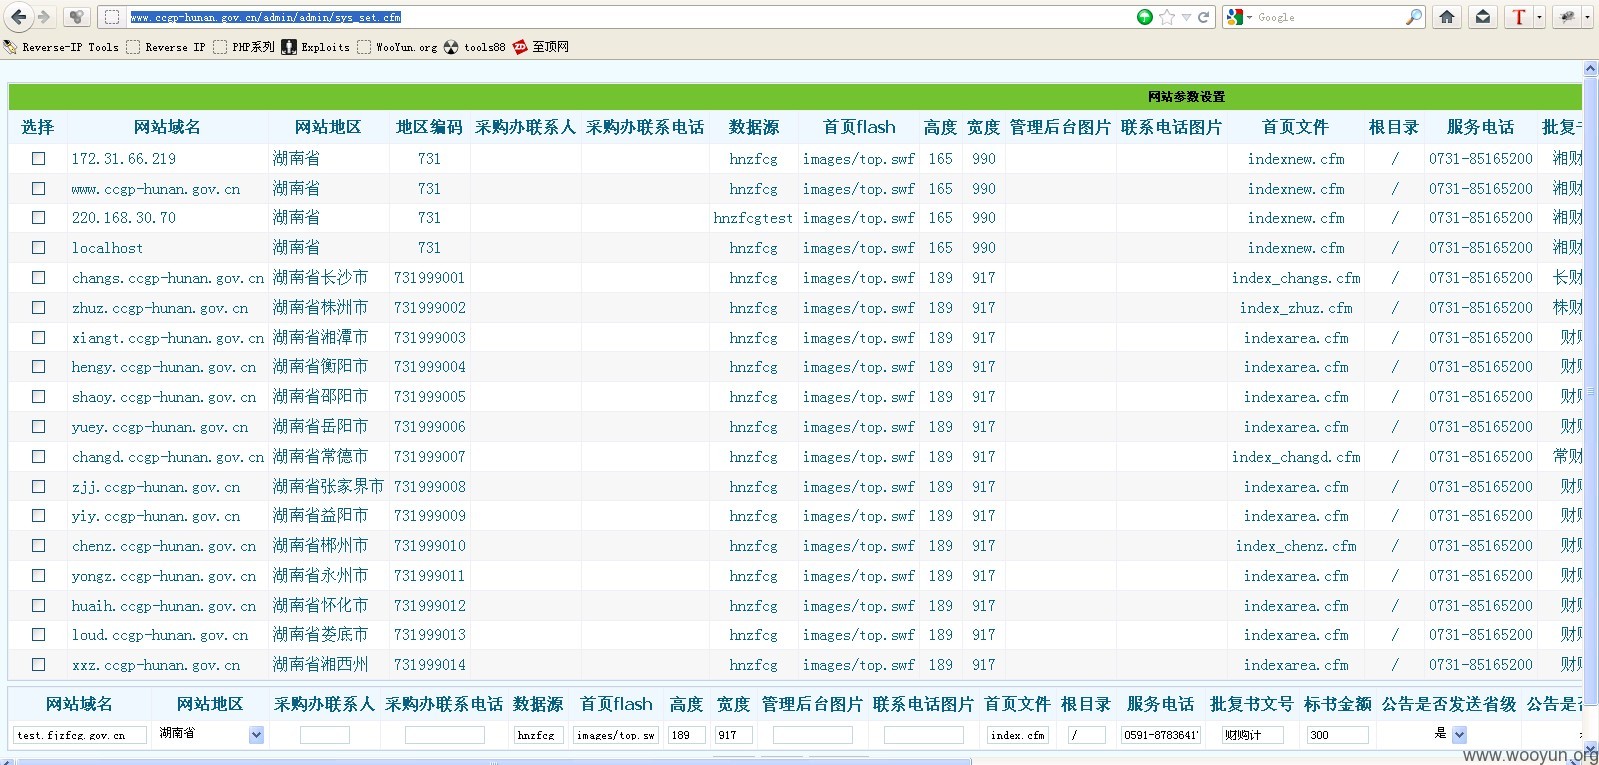 www.ccgp-hunan.gov.cn/admin/admin/sys_set.cfm Google
Reverse-IP Tools Reverse IP PHP系列 Exploits WooYun.org tools88 至顶网
网站参数设置
选择 网站域名 网站地区 地区编码 采购办联系人 采购办联系电话 数据源 首页flash 高度 宽度 管理后台图片 联系电话图片 首页文件 根目录 服务电话
172.31.66.219 湖南省 731 hnzfcg images/top.swf 165 990 indexnew.cfm / 0731-85165200 湘财
www.ccgp-hunan.gov.cn 湖南省 731 hnzfcg images/top.swf 165 990 indexnew.cfm / 0731-85165200 湘财
220.168.30.70 湖南省 731 hnzfcgtest images/top.swf 165 990 indexnew.cfm / 0731-85165200 湘财
localhost 湖南省 731 hnzfcg images/top.swf 165 990 indexnew.cfm / 0731-85165200 湘财
changs.ccgp-hunan.gov.cn 湖南省长沙市 731999001 hnzfcg images/top.swf 189 917 index_changs.cfm / 0731-85165200 长财
zhuz.ccgp-hunan.gov.cn 湖南省株洲市 731999002 hnzfcg images/top.swf 189 917 index_zhuz.cfm / 0731-85165200 株财
xiangt.ccgp-hunan.gov.cn 湖南省湘潭市 731999003 hnzfcg images/top.swf 189 917 indexarea.cfm / 0731-85165200 财
hengy.ccgp-hunan.gov.cn 湖南省衡阳市 731999004 hnzfcg images/top.swf 189 917 indexarea.cfm / 0731-85165200 财
shaoy.ccgp-hunan.gov.cn 湖南省邵阳市 731999005 hnzfcg images/top.swf 189 917 indexarea.cfm / 0731-85165200 财
yuey.ccgp-hunan.gov.cn 湖南省岳阳市 731999006 hnzfcg images/top.swf 189 917 indexarea.cfm / 0731-85165200 财
changd.ccgp-hunan.gov.cn 湖南省常德市 731999007 hnzfcg images/top.swf 189 917 index_changd.cfm / 0731-85165200 常财
zjj.ccgp-hunan.gov.cn 湖南省张家界市 731999008 hnzfcg images/top.swf 189 917 indexarea.cfm / 0731-85165200 财
yiy.ccgp-hunan.gov.cn 湖南省益阳市 731999009 hnzfcg images/top.swf 189 917 indexarea.cfm / 0731-85165200 财
chenz.ccgp-hunan.gov.cn 湖南省郴州市 731999010 hnzfcg images/top.swf 189 917 index_chenz.cfm / 0731-85165200 财
yongz.ccgp-hunan.gov.cn 湖南省永州市 731999011 hnzfcg images/top.swf 189 917 indexarea.cfm / 0731-85165200 财
huaih.ccgp-hunan.gov.cn 湖南省怀化市 731999012 hnzfcg images/top.swf 189 917 indexarea.cfm / 0731-85165200 财
loud.ccgp-hunan.gov.cn 湖南省娄底市 731999013 hnzfcg images/top.swf 189 917 indexarea.cfm / 0731-85165200 财
xxz.ccgp-hunan.gov.cn 湖南省湘西州 731999014 hnzfcg images/top.swf 189 917 indexarea.cfm / 0731-85165200 财
网站域名 网站地区 采购办联系人 采购办联系电话 数据源 首页flash 高度 宽度 管理后台图片 联系电话图片 首页文件 根目录 服务电话 批复书文号 标书金额 公告是否发送省级 公告是
test.fjzfcg.gov.cn 湖南省 hnzfcg images/top.sw 189 917 index.cfm / 0591-8783641 财购计 300 是
www.wooyun.org